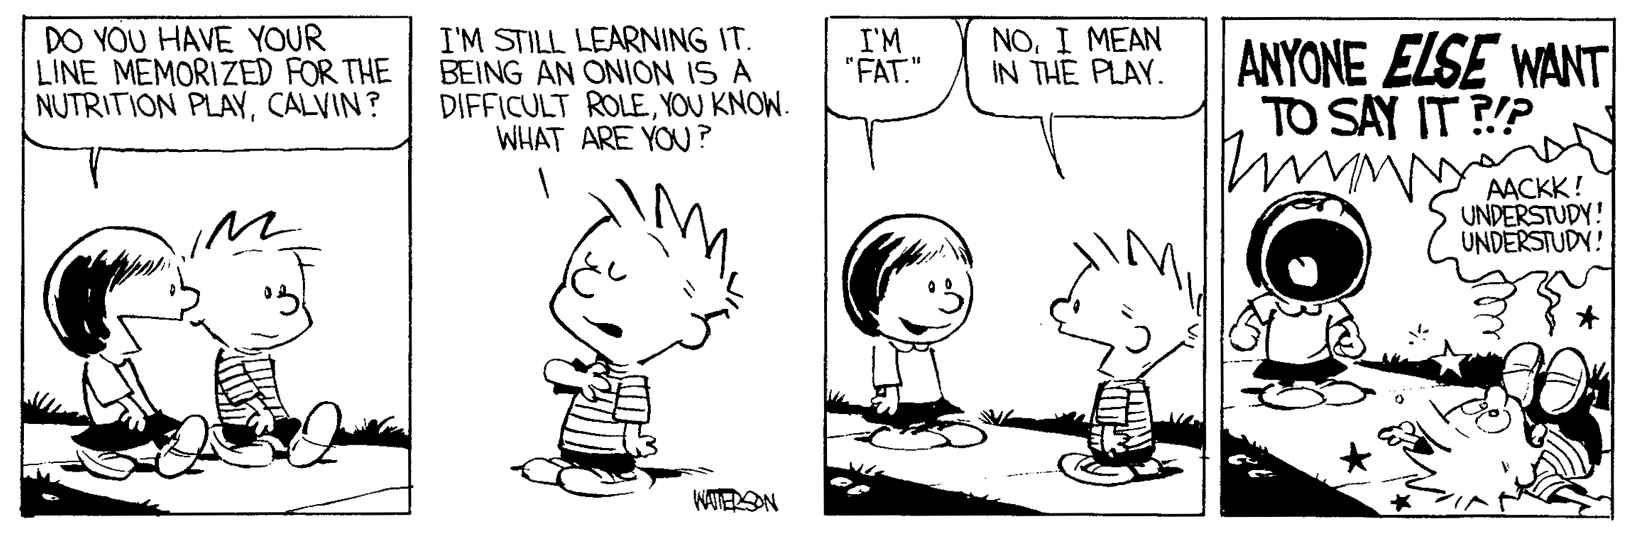 DO YOU HAVE YOUR
LINE MEMORIZED FOR THE
NUTRITION PLAY, CALVIN?
I'M STILL LEARNING IT.
BEING AN ONION IS A
DIFFICULT ROLE, YOU KNOW.
WHAT ARE YOU?
WATTERSON
I'M
"FAT."
NO, I MEAN
IN THE PLAY.
ANYONE ELSE WANT
TO SAY IT?!?
AACKK!
UNDERSTUDY!
UNDERSTUDY!